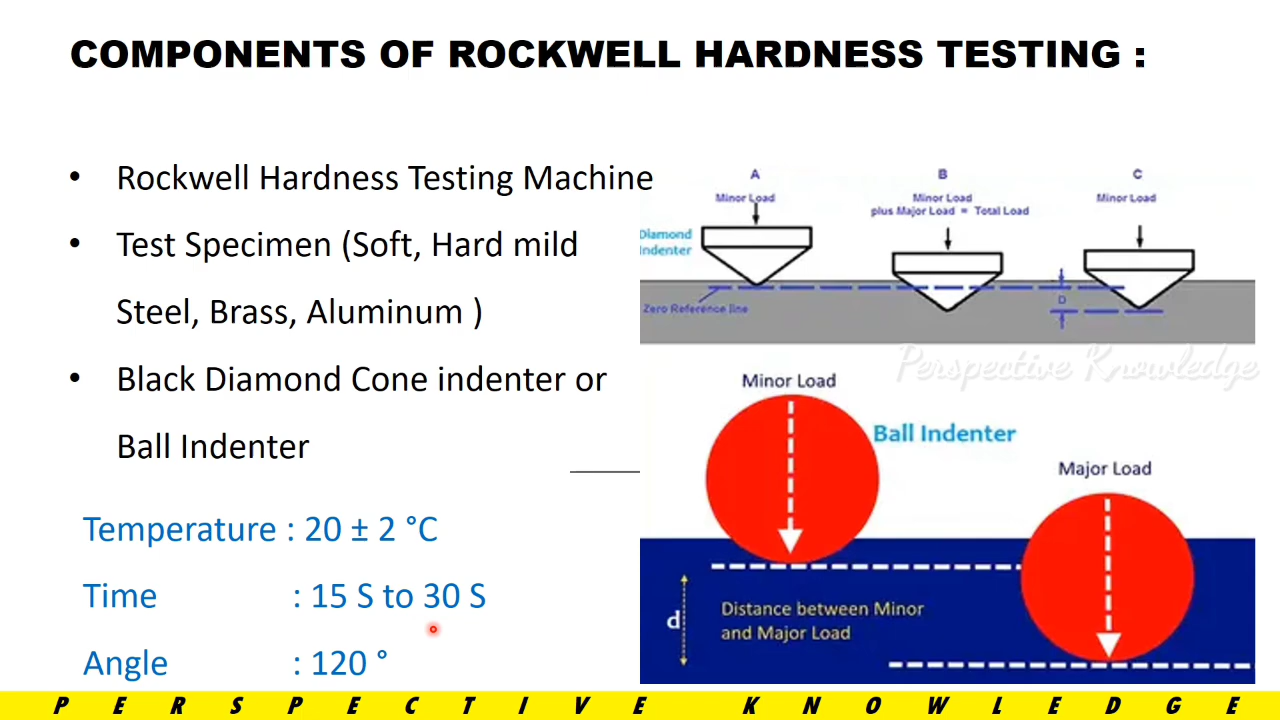 COMPONENTS OF ROCKWELL HARDNESS TESTING :
• Rockwell Hardness Testing Machine
• Test Specimen (Soft, Hard mild
Steel, Brass, Aluminum )
• Black Diamond Cone indenter or
Ball Indenter
Temperature : 20 ± 2 °C
Time : 15 S to 30 S
Angle : 120 °
A
Minor Load
B
Minor Load
plus Major Load = Total Load
C
Minor Load
Diamond
Indenter
Zero Reference line
D
Perspective Knowledge
Minor Load
Ball Indenter
Major Load
d
Distance between Minor
and Major Load
PERSPECTIVE KNOWLEDGE